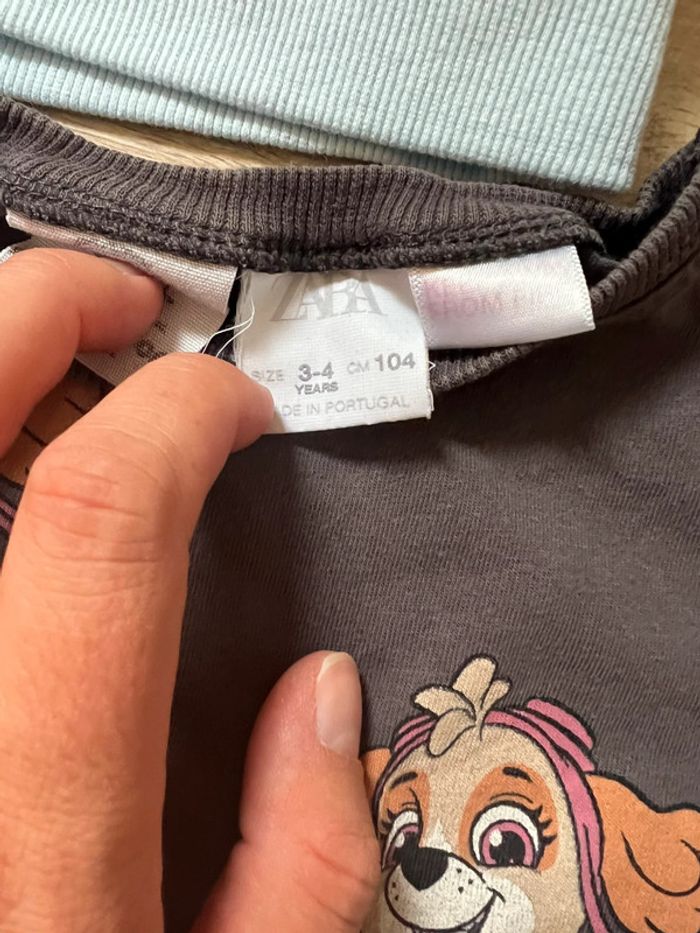 ZARA
SIZE 3-4 YEARS CM 104
DE IN PORTUGAL